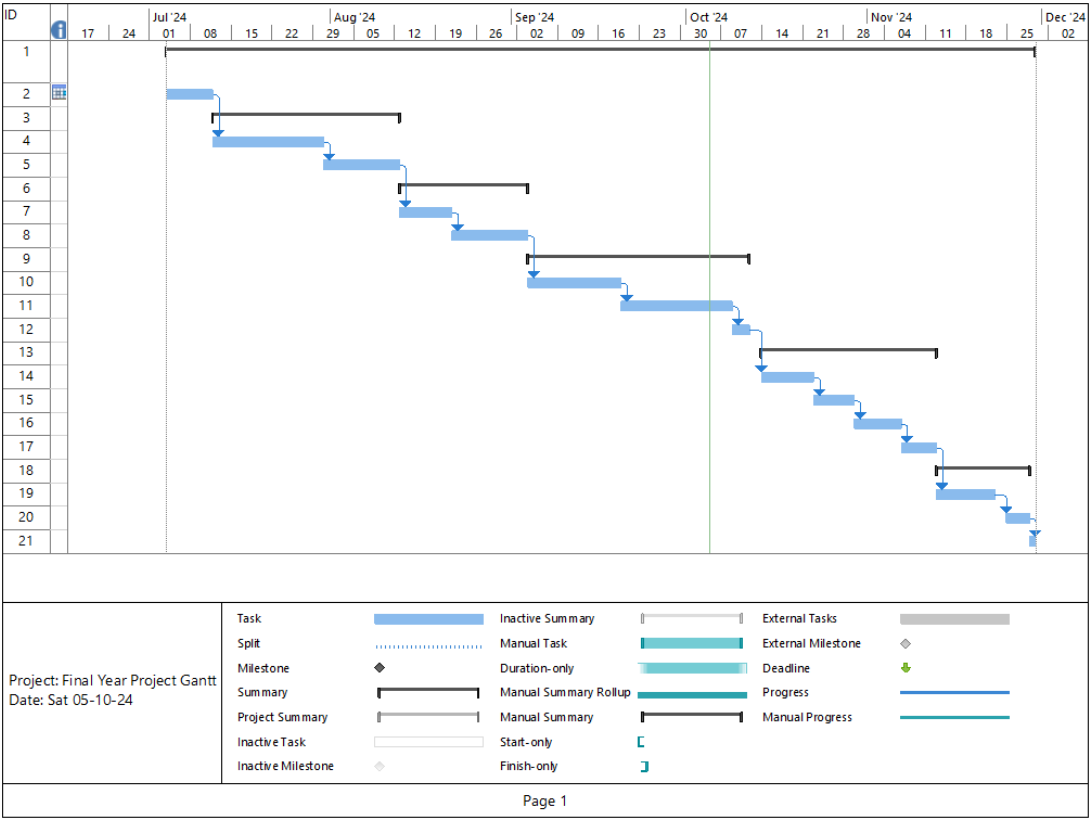 ID
Jul '24 Aug '24 Sep '24 Oct '24 Nov '24 Dec '24
17 24 01 08 15 22 29 05 12 19 26 02 09 16 23 30 07 14 21 28 04 11 18 25 02
1
2
3
4
5
6
7
8
9
10
11
12
13
14
15
16
17
18
19
20
21
Project: Final Year Project Gantt
Date: Sat 05-10-24
Task
Split
Milestone
Summary
Project Summary
Inactive Task
Inactive Milestone
Inactive Summary
Manual Task
Duration-only
Manual Summary Rollup
Manual Summary
Start-only
Finish-only
External Tasks
External Milestone
Deadline
Progress
Manual Progress
Page 1